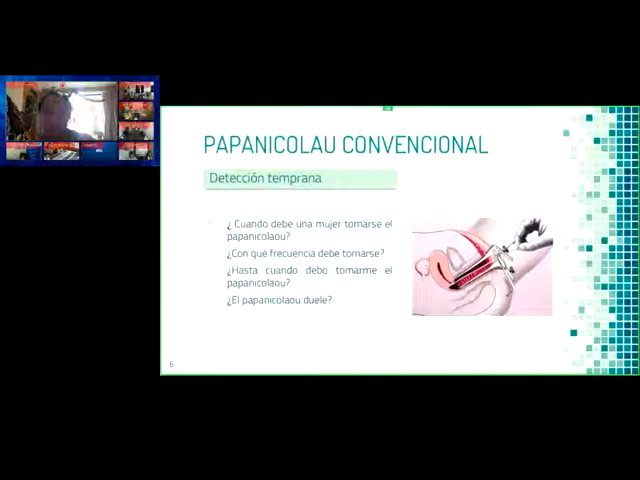 PAPANICOLAU CONVENCIONAL
Detección temprana
¿ Cuando debe una mujer tomarse el
papanicolaou?
¿Con qué frecuencia debe tomarse?
¿Hasta cuando debo tomarme el
papanicolaou?
¿El papanicolaou duele?
6